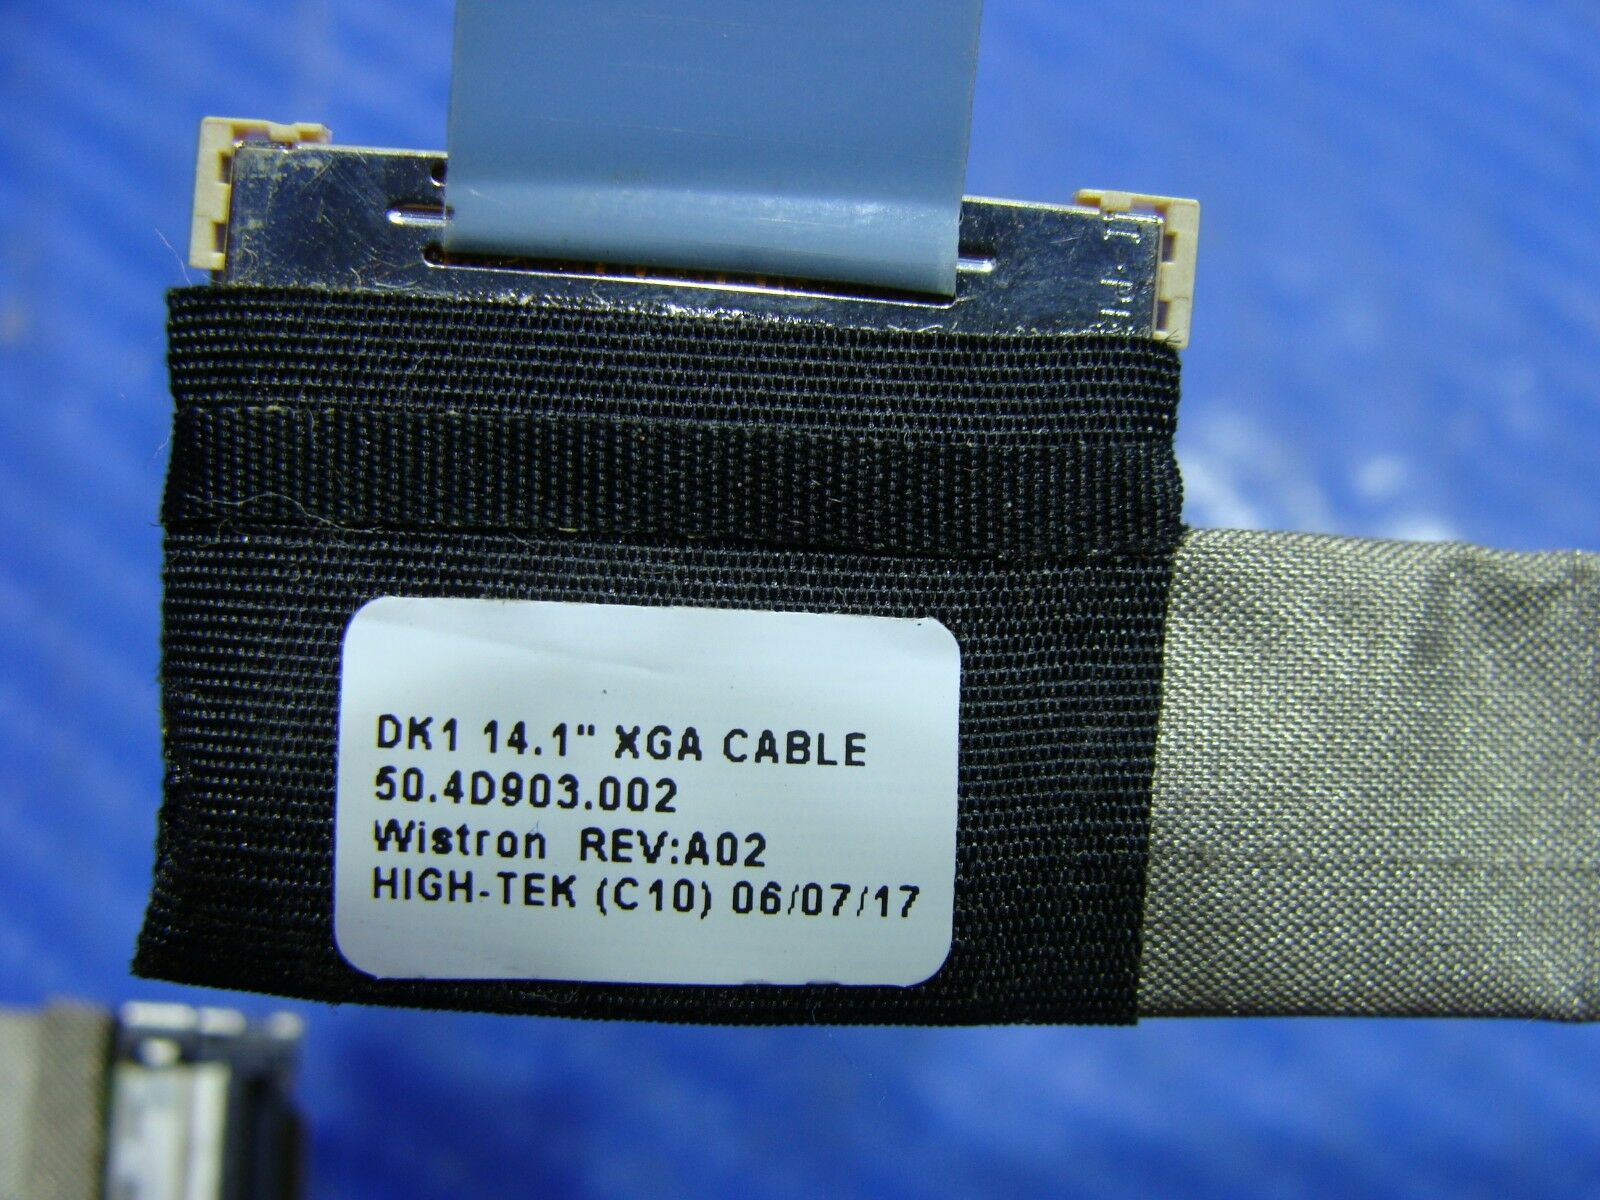 DK1 14.1" XGA CABLE
50.4D903.002
Wistron REV:A02
HIGH-TEK (C10) 06/07/17